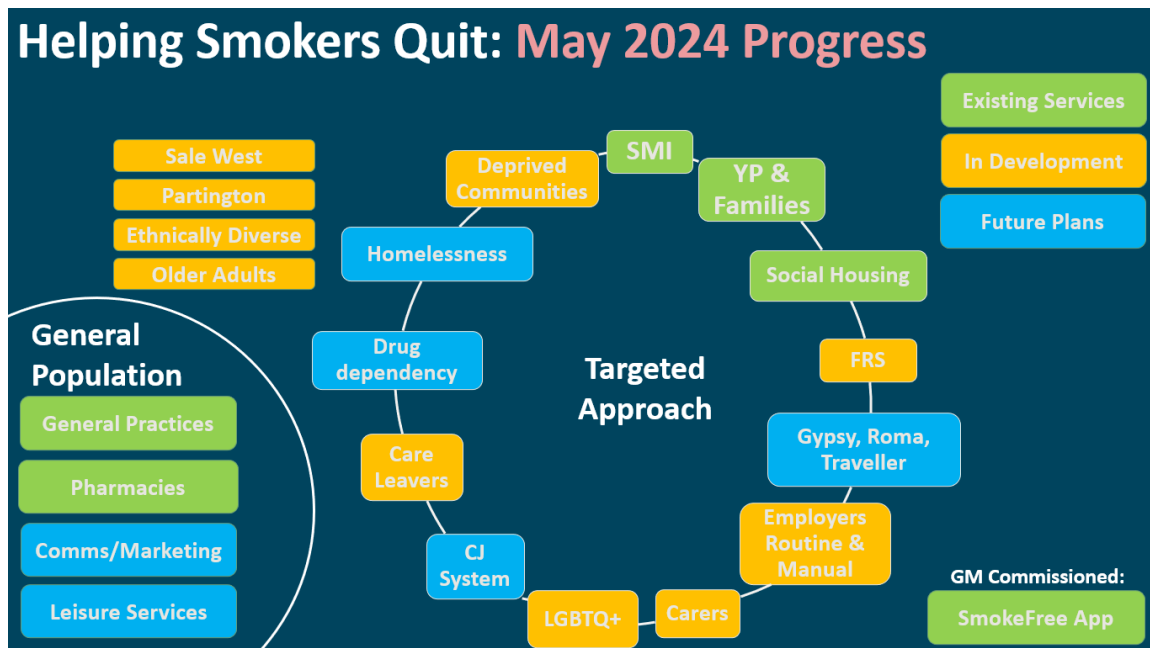 Helping Smokers Quit: May 2024 Progress
Existing Services
In Development
Future Plans
Sale West
Partington
Ethnically Diverse
Older Adults
Deprived
Communities
SMI
YP &
Families
Homelessness
Social Housing
Drug
dependency
FRS
Targeted
Approach
Care
Leavers
Gypsy, Roma,
Traveller
CJ
System
Employers
Routine &
Manual
LGBTQ+
Carers
General
Population
General Practices
Pharmacies
Comms/Marketing
Leisure Services
GM Commissioned:
SmokeFree App